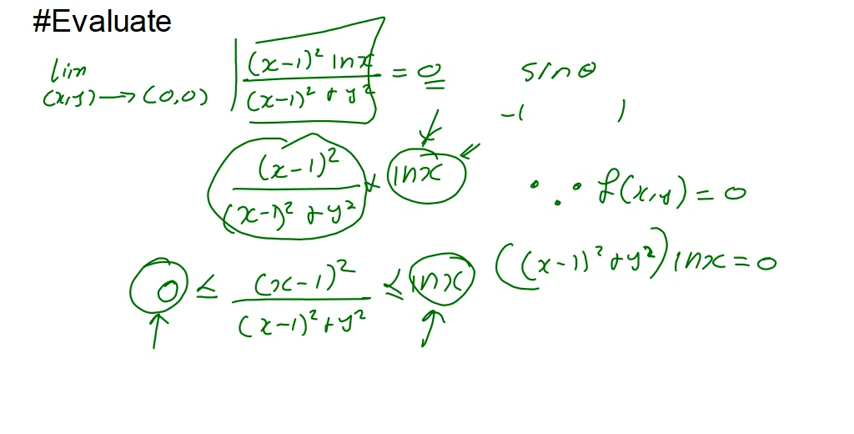 #Evaluate
lim (x,y) → (0,0) | (x-1)² ln x / (x-1)² + y² = 0
sin θ
-1 1
(x-1)² / (x-1)² + y² * ln x
∴ f(x,y) = 0
((x-1)² + y²) ln x = 0
0 ≤ (x-1)² / (x-1)² + y² ≤ ln x